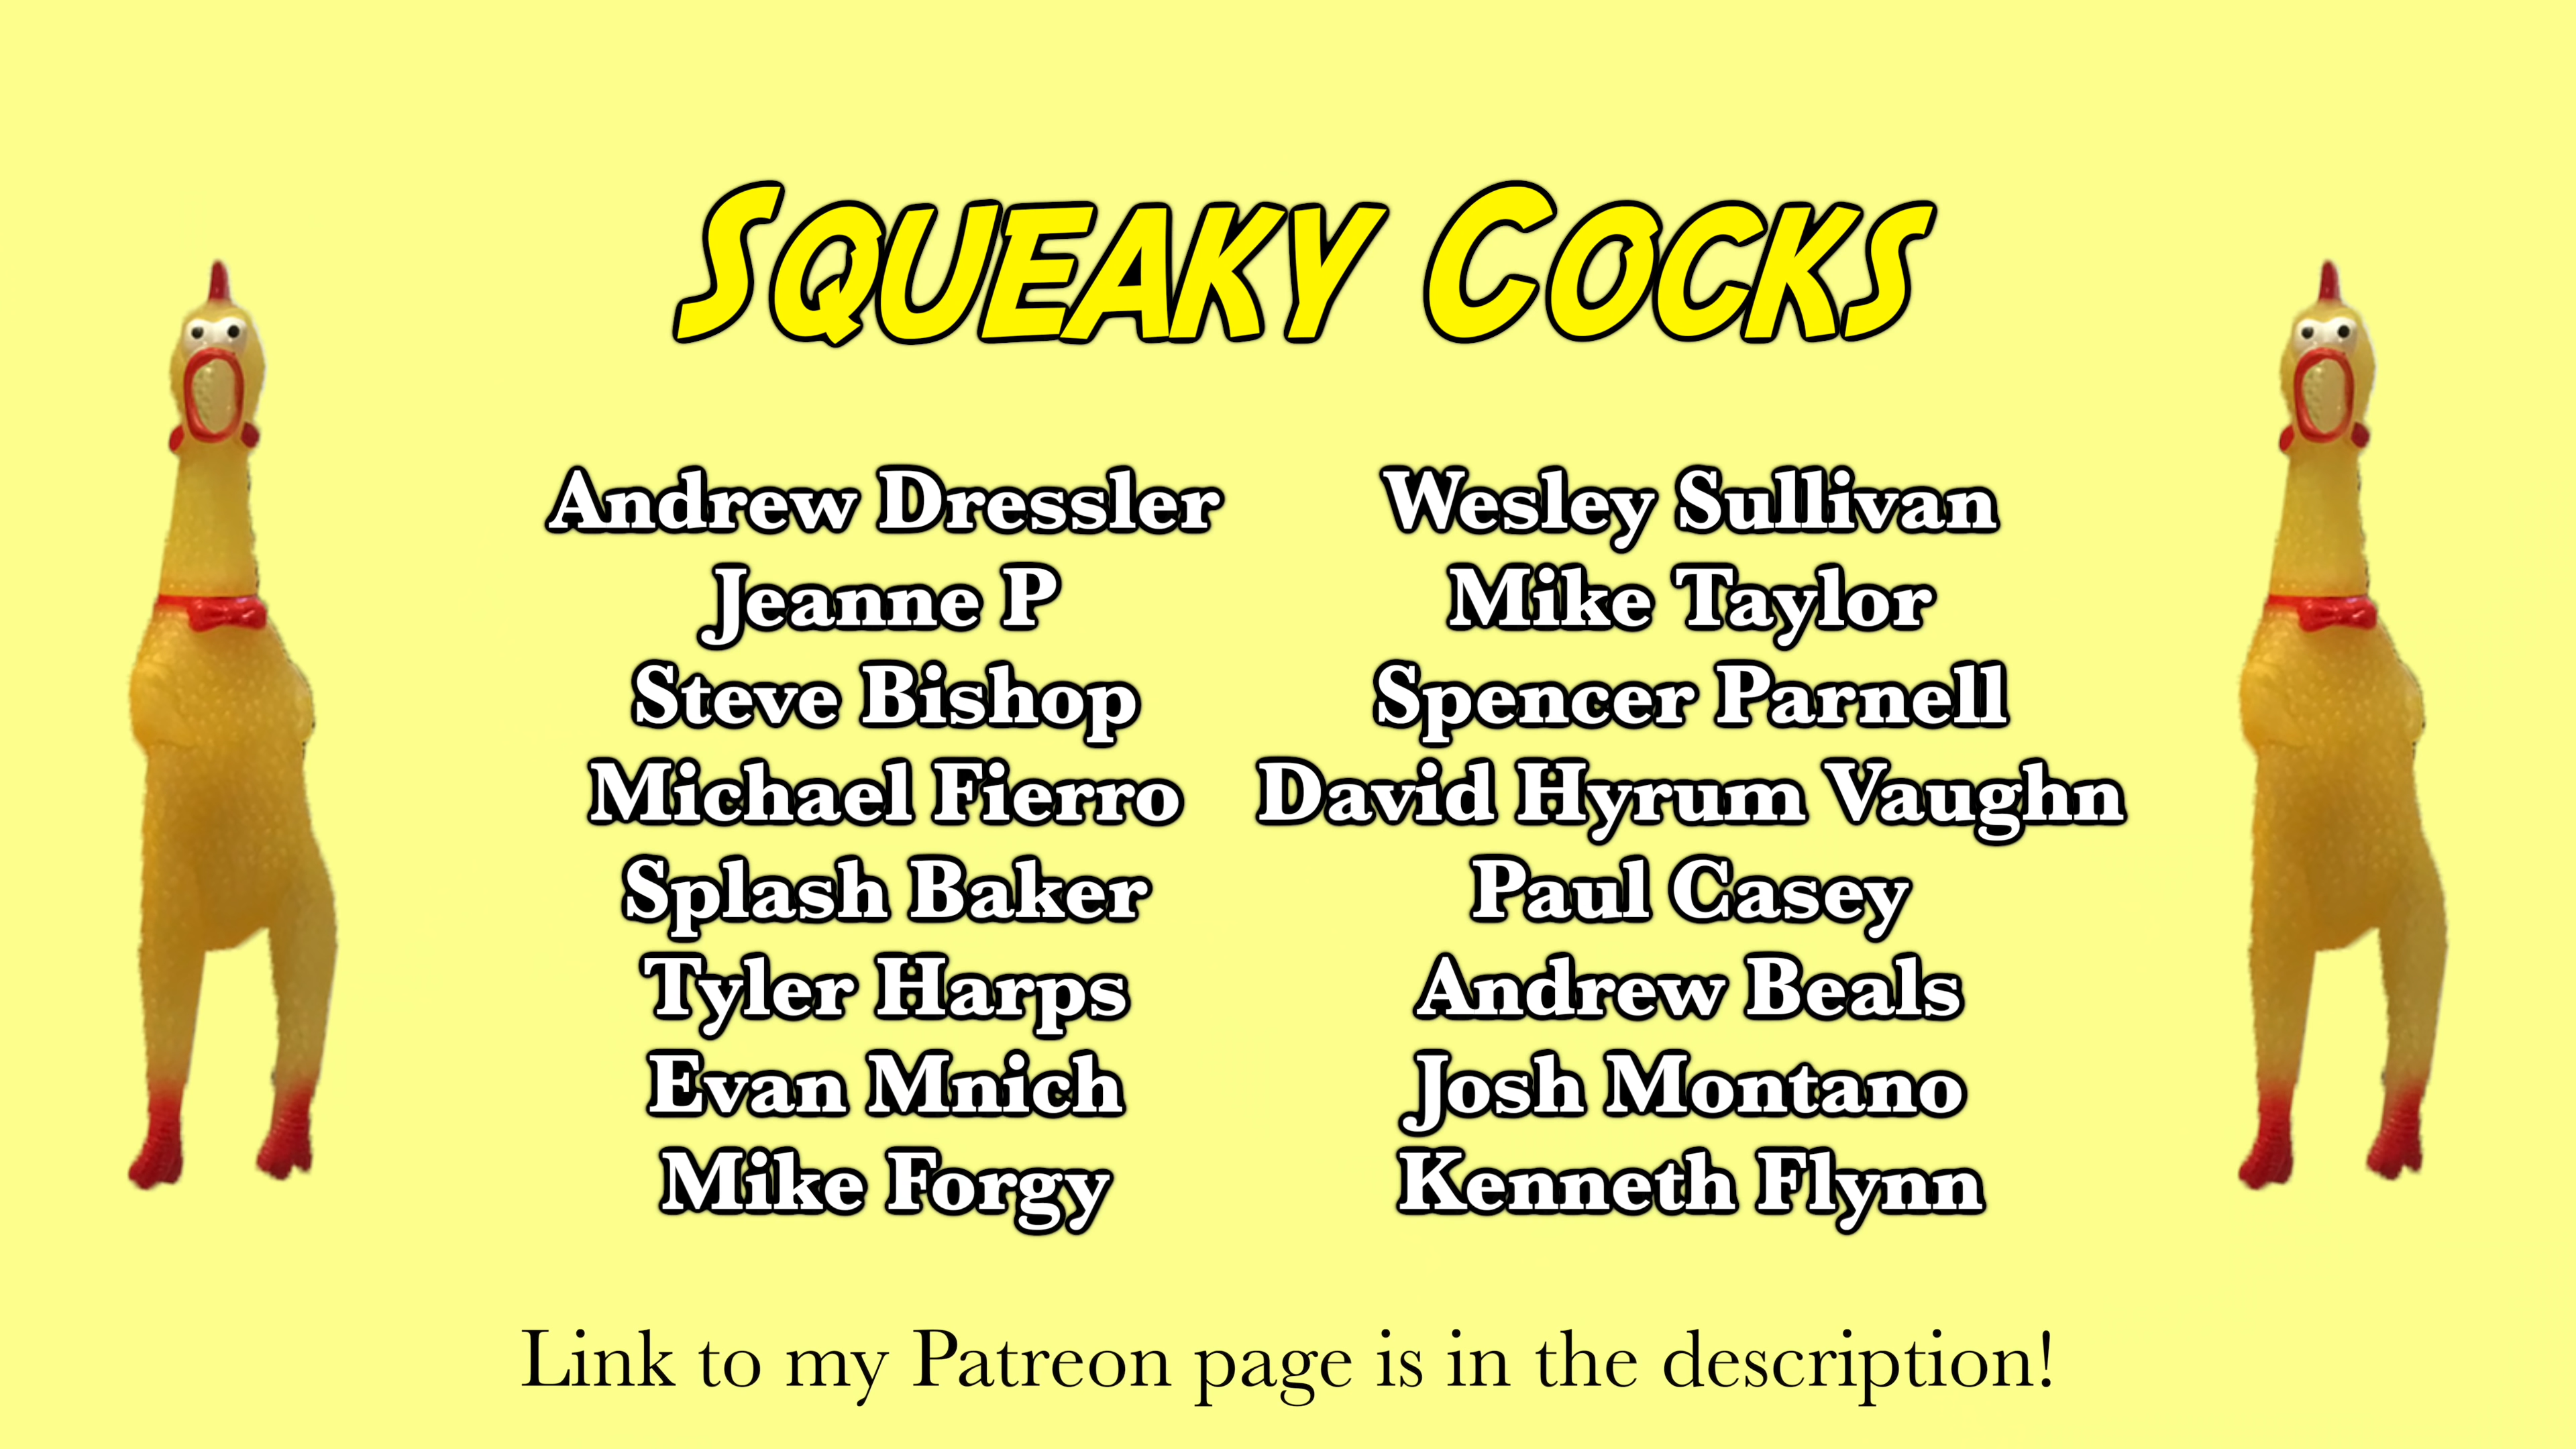 Squeaky Cocks
Andrew Dressler
Jeanne P
Steve Bishop
Michael Fierro
Splash Baker
Tyler Harps
Evan Mnich
Mike Forgy
Wesley Sullivan
Mike Taylor
Spencer Parnell
David Hyrum Vaughn
Paul Casey
Andrew Beals
Josh Montano
Kenneth Flynn
Link to my Patreon page is in the description!